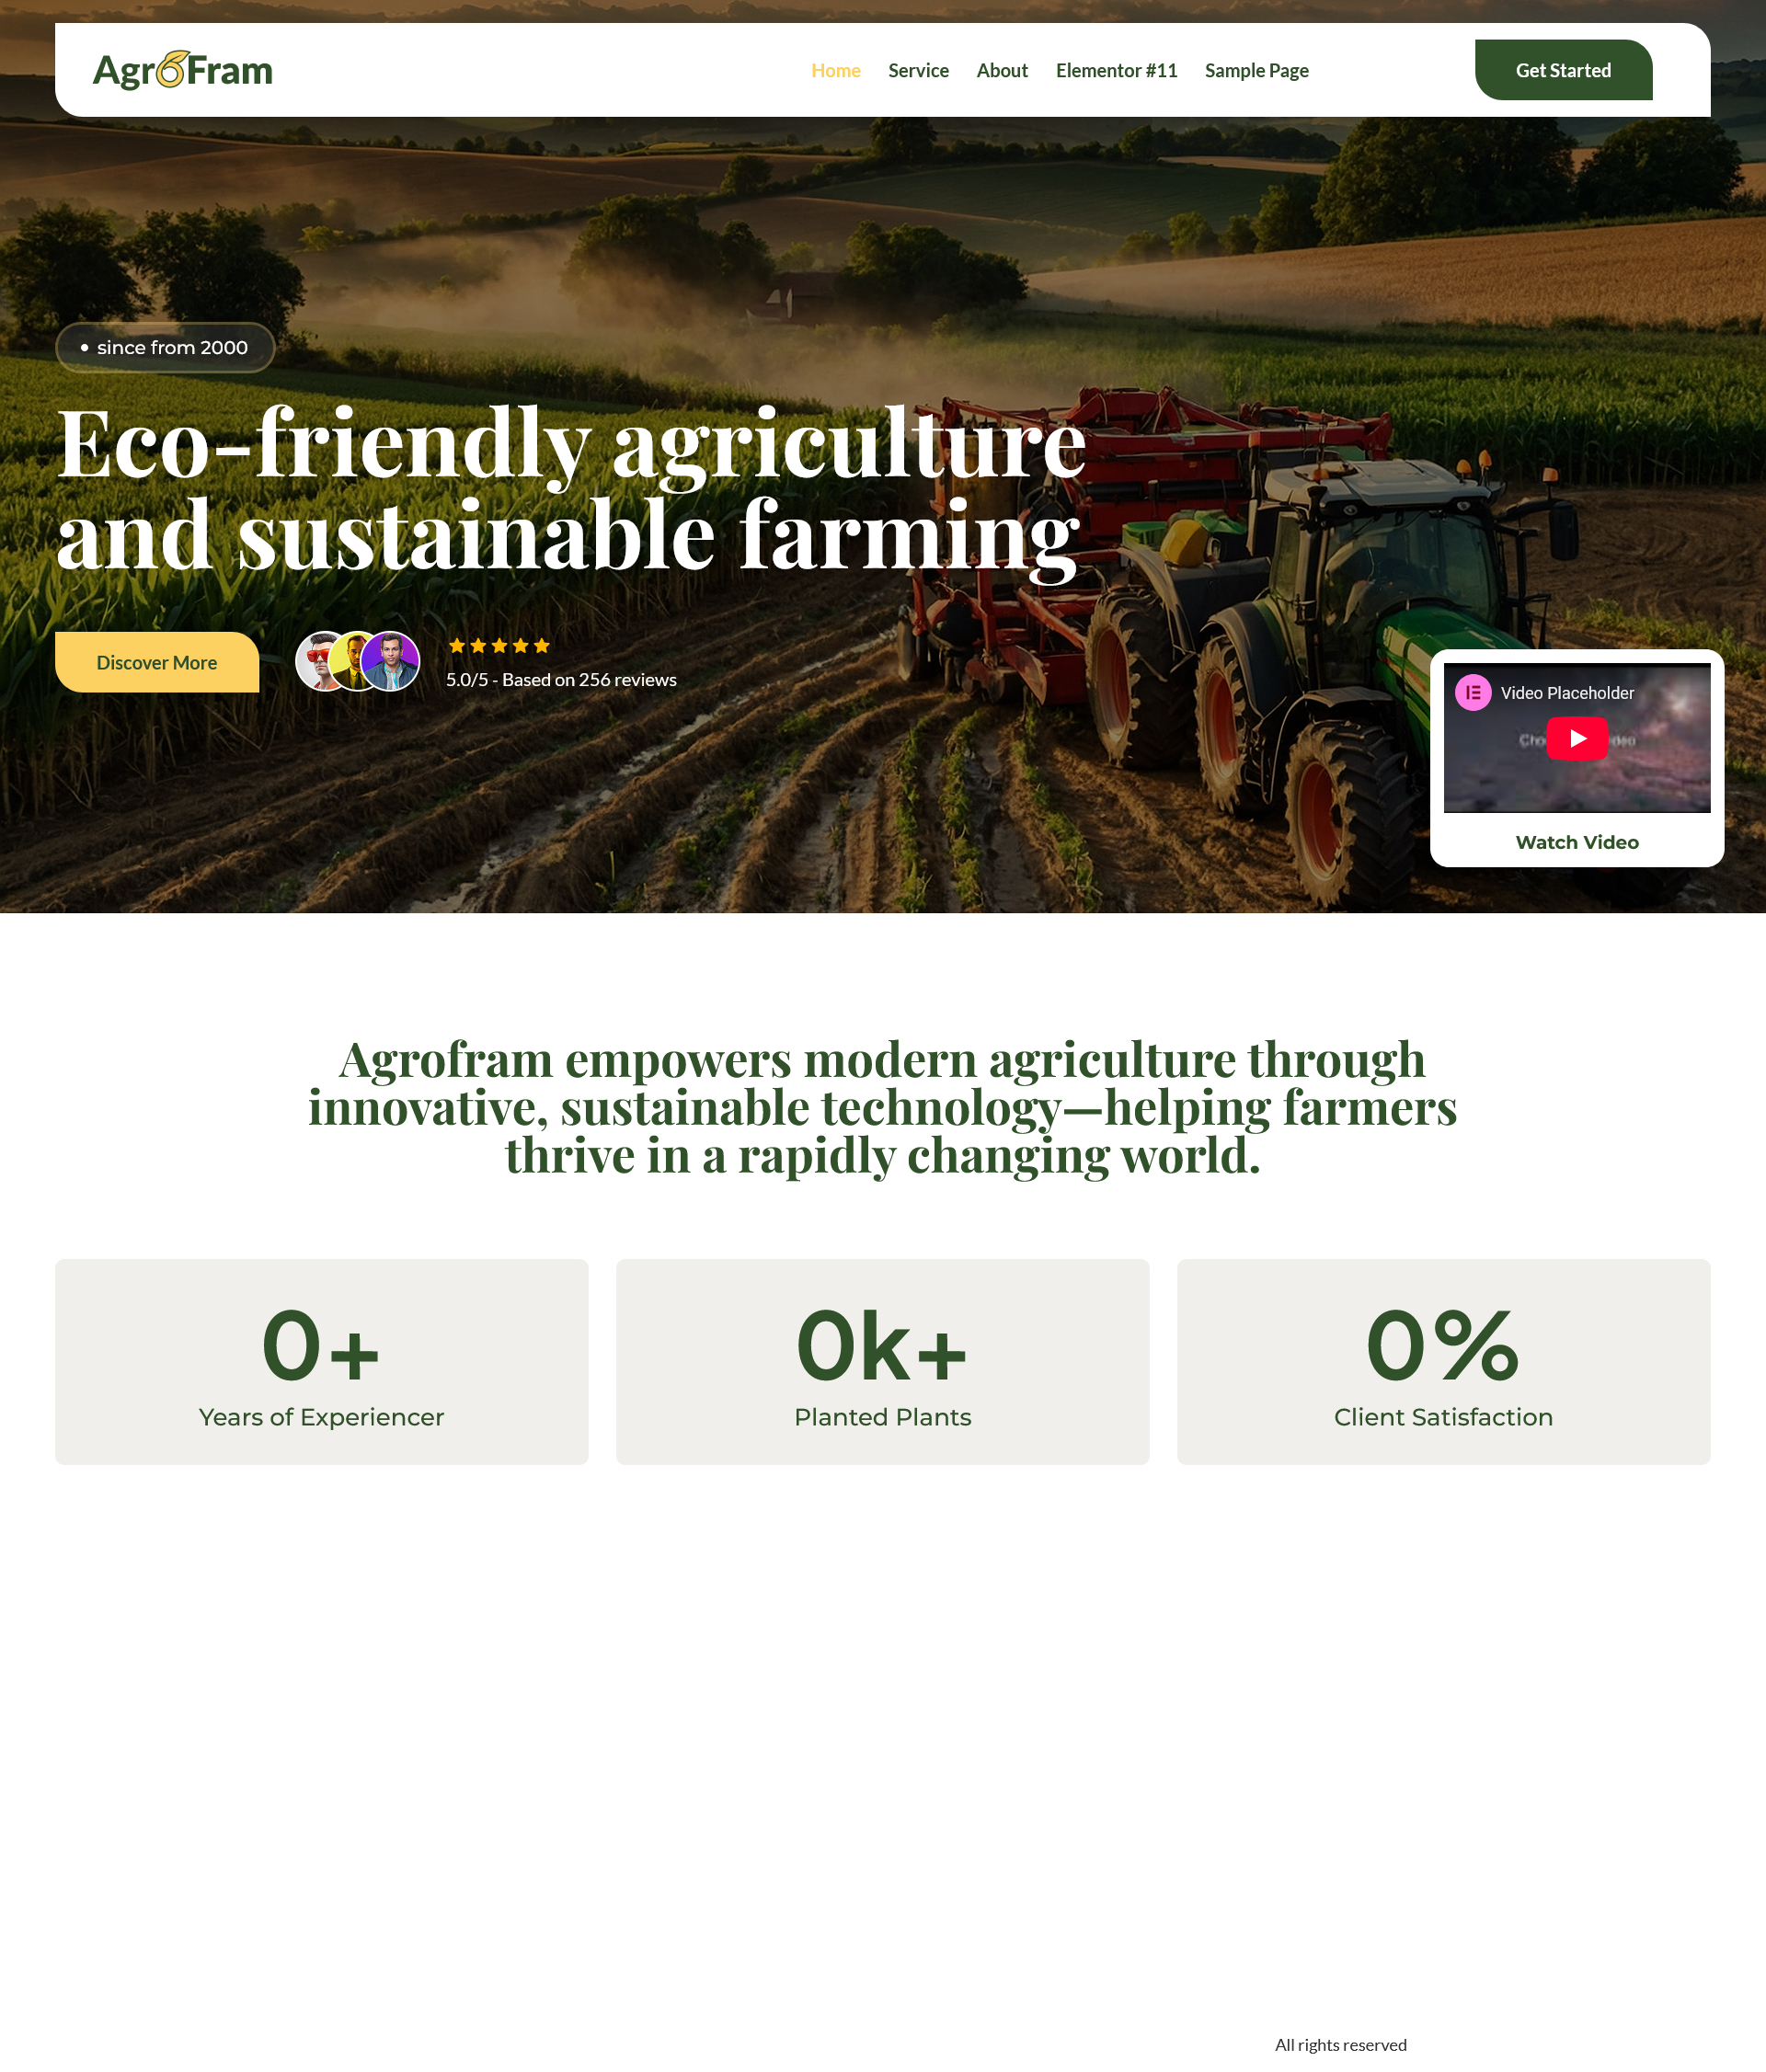 AgroFram
Home Service About Elementor #11 Sample Page
Get Started
• since from 2000
Eco-friendly agriculture
and sustainable farming
Discover More
5.0/5 - Based on 256 reviews
Video Placeholder
Watch Video
Agrofram empowers modern agriculture through
innovative, sustainable technology—helping farmers
thrive in a rapidly changing world.
0+
Years of Experiencer
0k+
Planted Plants
0%
Client Satisfaction
All rights reserved